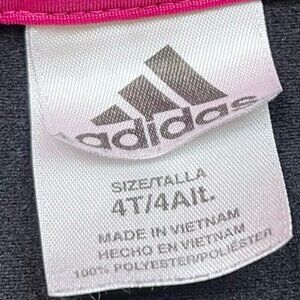 adidas
SIZE/TALLA
4T/4Alt.
MADE IN VIETNAM
HECHO EN VIETNAM
100% POLYESTER/POLIÉSTER